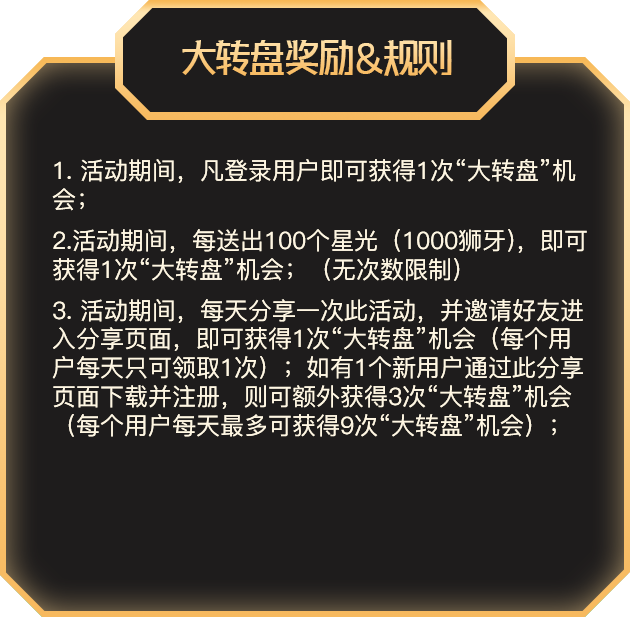 大转盘奖励&规则
1. 活动期间，凡登录用户即可获得1次“大转盘”机
会；
2.活动期间，每送出100个星光（1000狮牙），即可
获得1次“大转盘”机会；（无次数限制）
3. 活动期间，每天分享一次此活动，并邀请好友进
入分享页面，即可获得1次“大转盘”机会（每个用
户每天只可领取1次）；如有1个新用户通过此分享
页面下载并注册，则可额外获得3次“大转盘”机会
（每个用户每天最多可获得9次“大转盘”机会）；